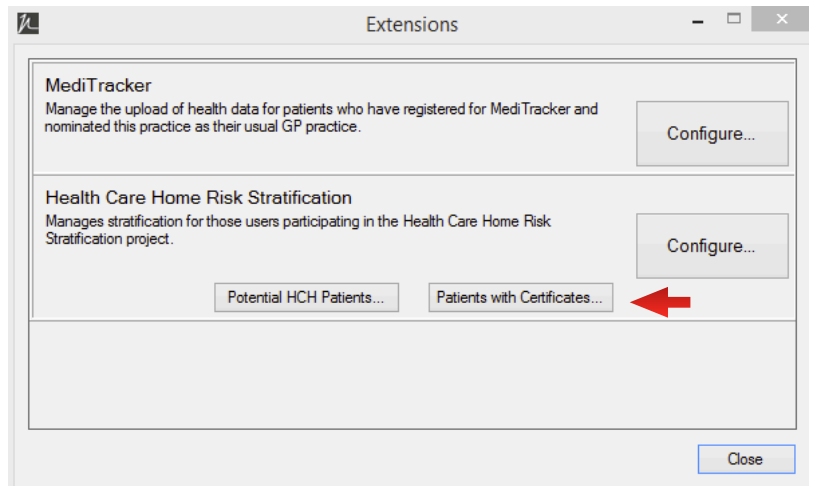 Extensions
MediTracker
Manage the upload of health data for patients who have registered for MediTracker and
nominated this practice as their usual GP practice.
Configure...
Health Care Home Risk Stratification
Manages stratification for those users participating in the Health Care Home Risk
Stratification project.
Configure...
Potential HCH Patients...
Patients with Certificates...
Close